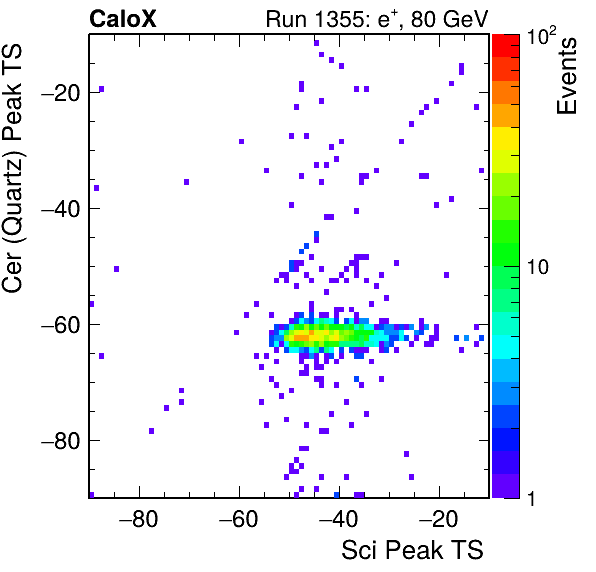 CaloX Run 1355: e⁺, 80 GeV
Cer (Quartz) Peak TS
−20
−40
−60
−80
−80 −60 −40 −20
Sci Peak TS
10²
10
1
Events